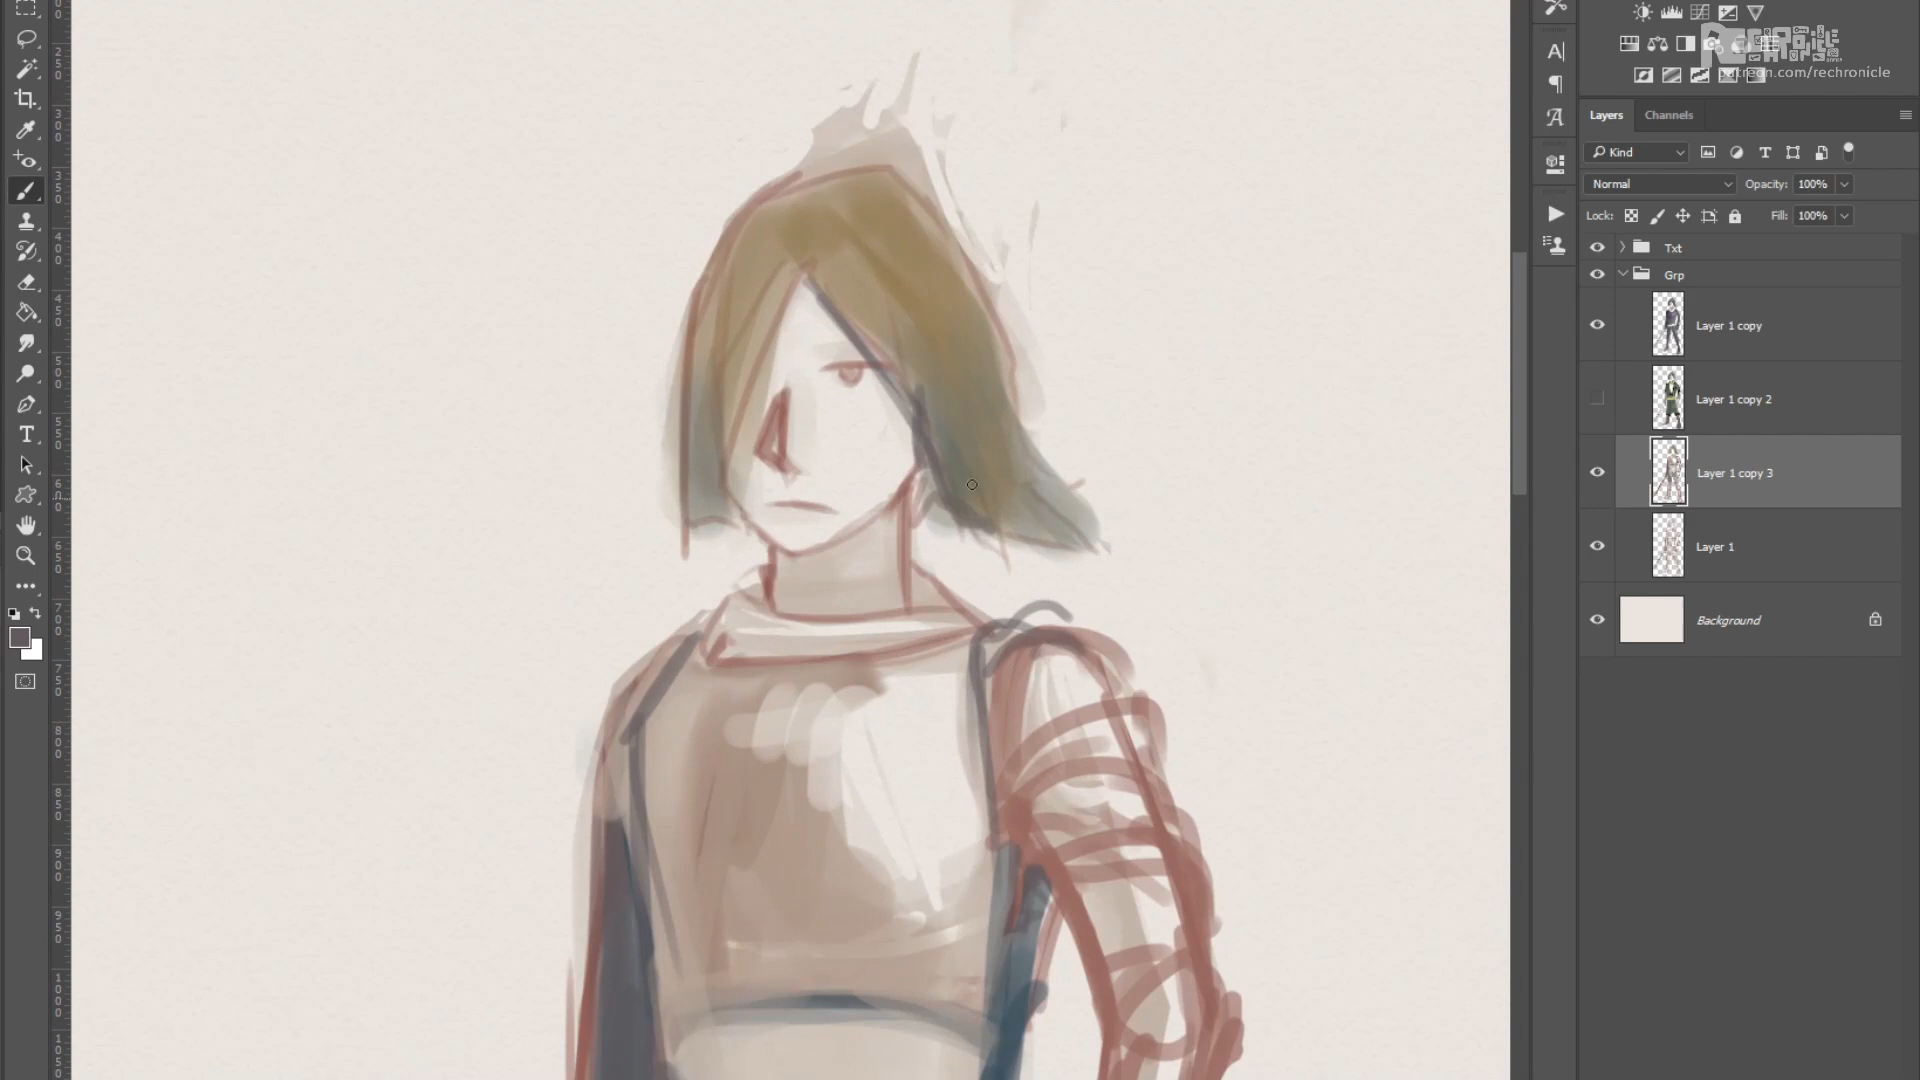 patreon.com/rechronicle
Layers Channels
Kind
Normal Opacity: 100%
Lock: Fill: 100%
Txt
Grp
Layer 1 copy
Layer 1 copy 2
Layer 1 copy 3
Layer 1
Background